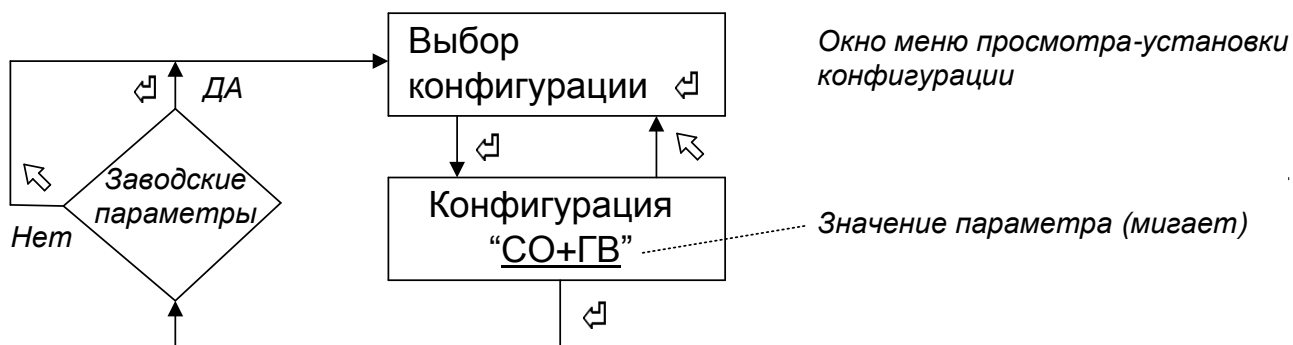 Выбор
конфигурации
Окно меню просмотра-установки
конфигурации
ДА
Заводские
параметры
Нет
Конфигурация
“СО+ГВ”
Значение параметра (мигает)